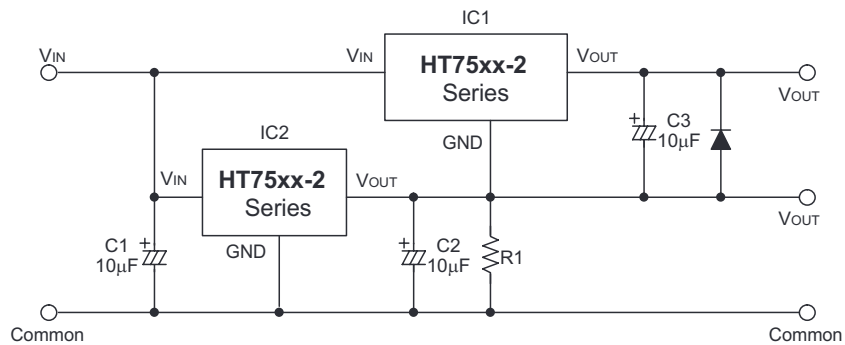 IC1
VIN
VIN
HT75xx-2
Series
VOUT
VOUT
GND
C3
10µF
IC2
VIN
HT75xx-2
Series
VOUT
VOUT
GND
C1
10µF
C2
10µF
R1
Common
Common
+
+
+